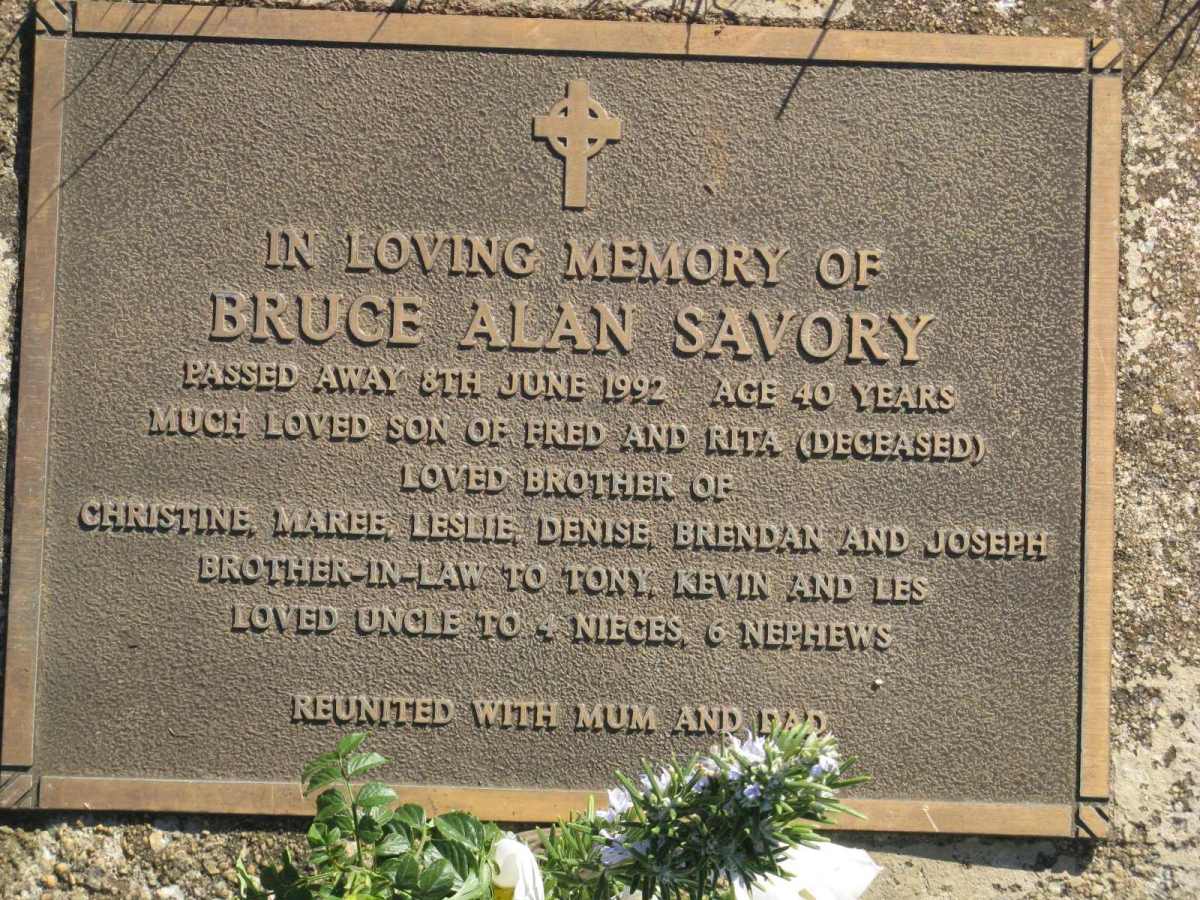 IN LOVING MEMORY OF
BRUCE ALAN SAVORY
PASSED AWAY 8TH JUNE 1992 AGE 40 YEARS
MUCH LOVED SON OF FRED AND RITA (DECEASED)
LOVED BROTHER OF
CHRISTINE, MAREE, LESLIE, DENISE, BRENDAN AND JOSEPH
BROTHER-IN-LAW TO TONY, KEVIN AND LES
LOVED UNCLE TO 4 NIECES, 6 NEPHEWS
REUNITED WITH MUM AND DAD